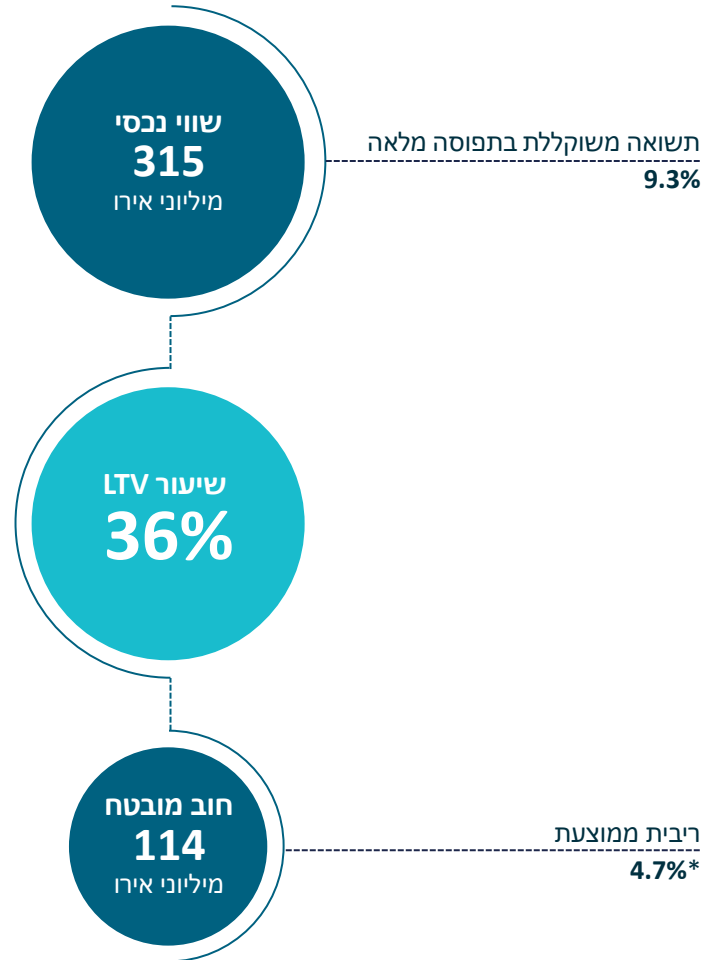 שווי נכסי
315
מיליוני אירו
תשואה משוקללת בתפוסה מלאה
9.3%
שיעור LTV
36%
חוב מובטח
114
מיליוני אירו
ריבית ממוצעת
4.7%*